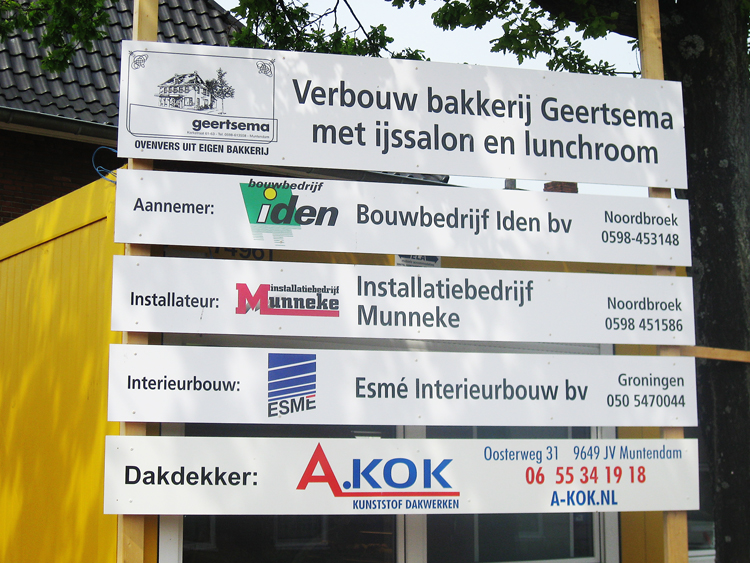 geertsema
OVENVERS UIT EIGEN BAKKERIJ
Verbouw bakkerij Geertsema
met ijssalon en lunchroom
Aannemer:
bouwbedrijf
iden
Bouwbedrijf Iden bv
Noordbroek
0598-453148
Installateur:
installatiebedrijf
Munneke
Installatiebedrijf
Munneke
Noordbroek
0598 451586
Interieurbouw:
ESMÉ
Esmé Interieurbouw bv
Groningen
050 5470044
Dakdekker:
A.KOK
KUNSTSTOF DAKWERKEN
Oosterweg 31 9649 JV Muntendam
06 55 34 19 18
A-KOK.NL